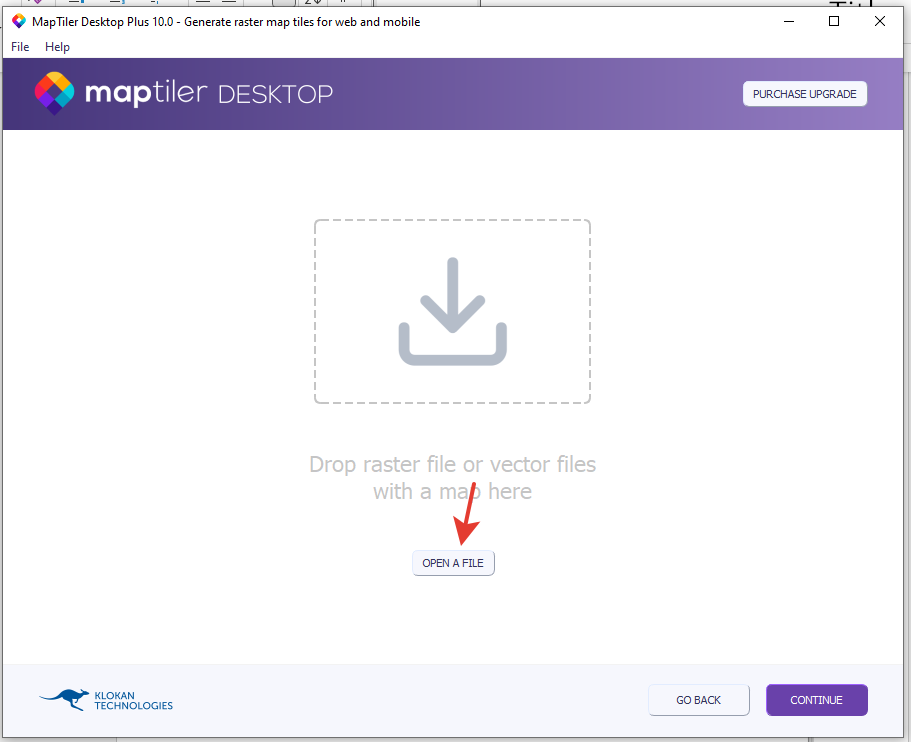 MapTiler Desktop Plus 10.0 - Generate raster map tiles for web and mobile
File Help
maptiler DESKTOP
PURCHASE UPGRADE
Drop raster file or vector files
with a map here
OPEN A FILE
KLOKAN
TECHNOLOGIES
GO BACK
CONTINUE